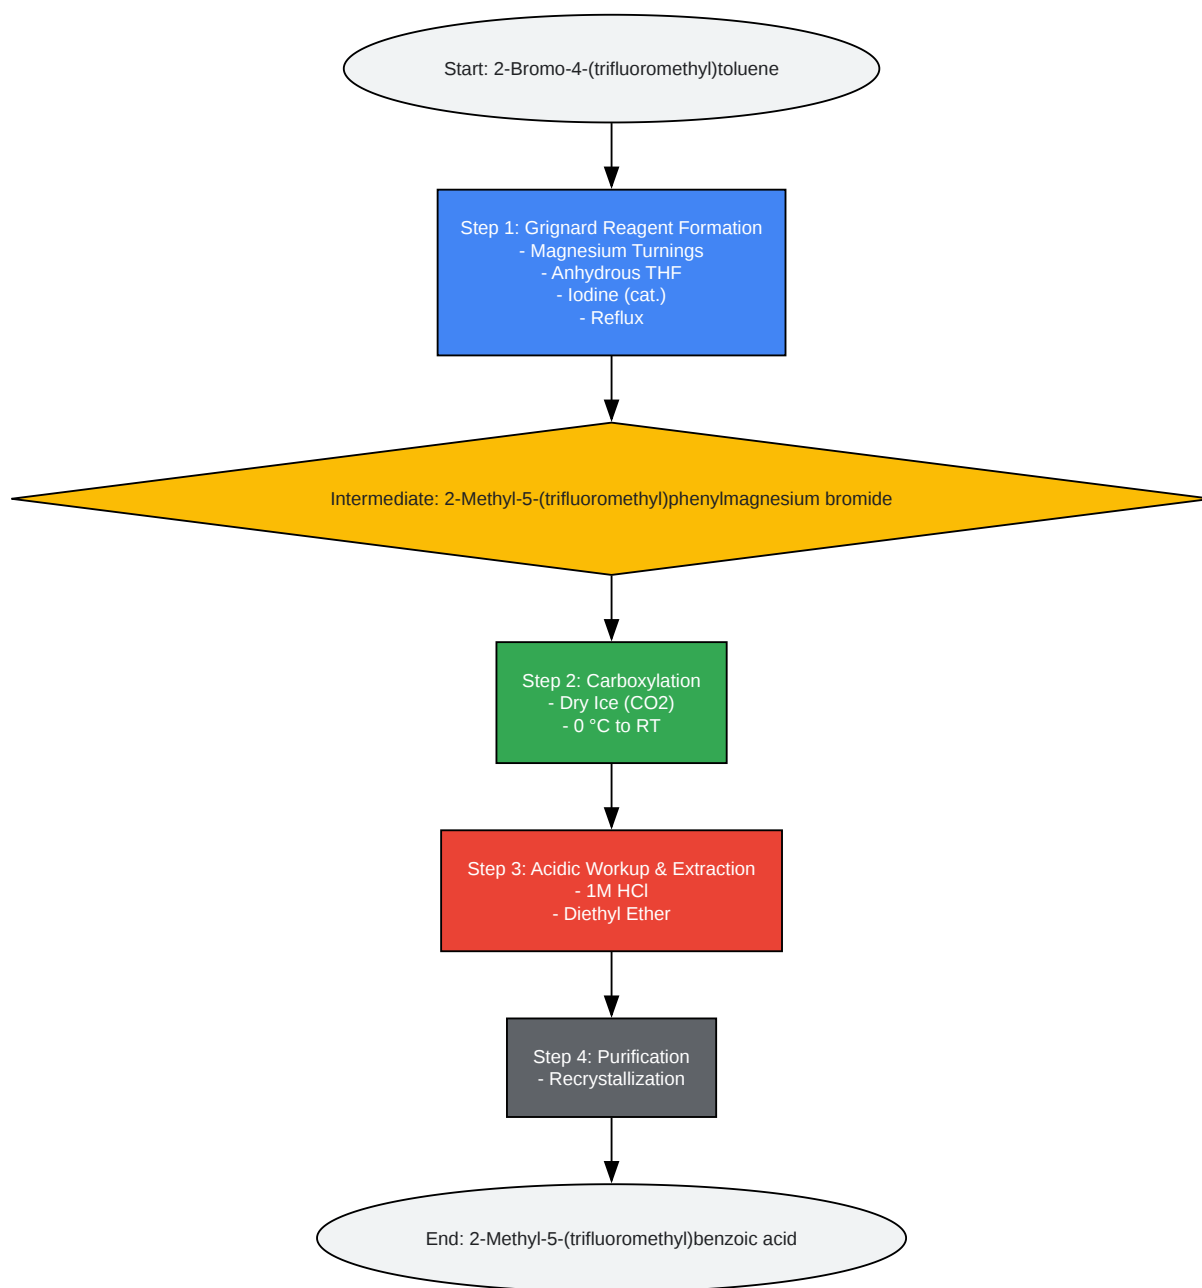 Start: 2-Bromo-4-(trifluoromethyl)toluene
Step 1: Grignard Reagent Formation
- Magnesium Turnings
- Anhydrous THF
- Iodine (cat.)
- Reflux
Intermediate: 2-Methyl-5-(trifluoromethyl)phenylmagnesium bromide
Step 2: Carboxylation
- Dry Ice (CO2)
- 0 °C to RT
Step 3: Acidic Workup & Extraction
- 1M HCl
- Diethyl Ether
Step 4: Purification
- Recrystallization
End: 2-Methyl-5-(trifluoromethyl)benzoic acid